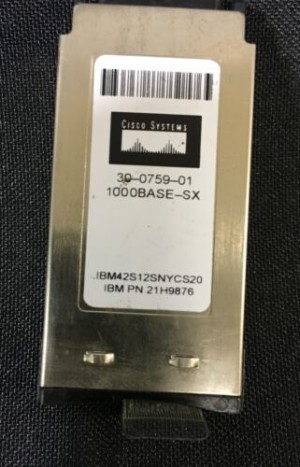 CISCO SYSTEMS
30-0759-01
1000BASE-SX
IBM42S12SNYCS20
IBM PN 21H9876